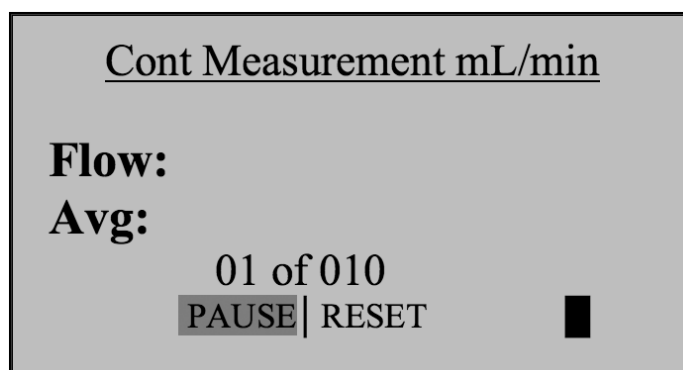 Cont Measurement mL/min
Flow:
Avg:
01 of 010
PAUSE RESET